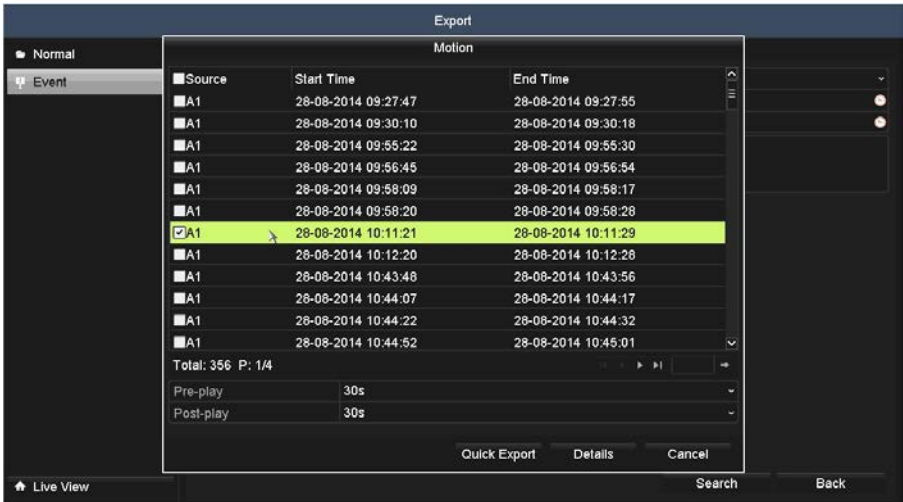 Export
Normal
Event
Motion
Source Start Time End Time
A1 28-08-2014 09:27:47 28-08-2014 09:27:55
A1 28-08-2014 09:30:10 28-08-2014 09:30:18
A1 28-08-2014 09:55:22 28-08-2014 09:55:30
A1 28-08-2014 09:56:45 28-08-2014 09:56:54
A1 28-08-2014 09:58:09 28-08-2014 09:58:17
A1 28-08-2014 09:58:20 28-08-2014 09:58:28
A1 28-08-2014 10:11:21 28-08-2014 10:11:29
A1 28-08-2014 10:12:20 28-08-2014 10:12:28
A1 28-08-2014 10:43:48 28-08-2014 10:43:56
A1 28-08-2014 10:44:07 28-08-2014 10:44:17
A1 28-08-2014 10:44:22 28-08-2014 10:44:32
A1 28-08-2014 10:44:52 28-08-2014 10:45:01
Total: 356 P: 1/4
Pre-play 30s
Post-play 30s
Quick Export Details Cancel
Live View Search Back